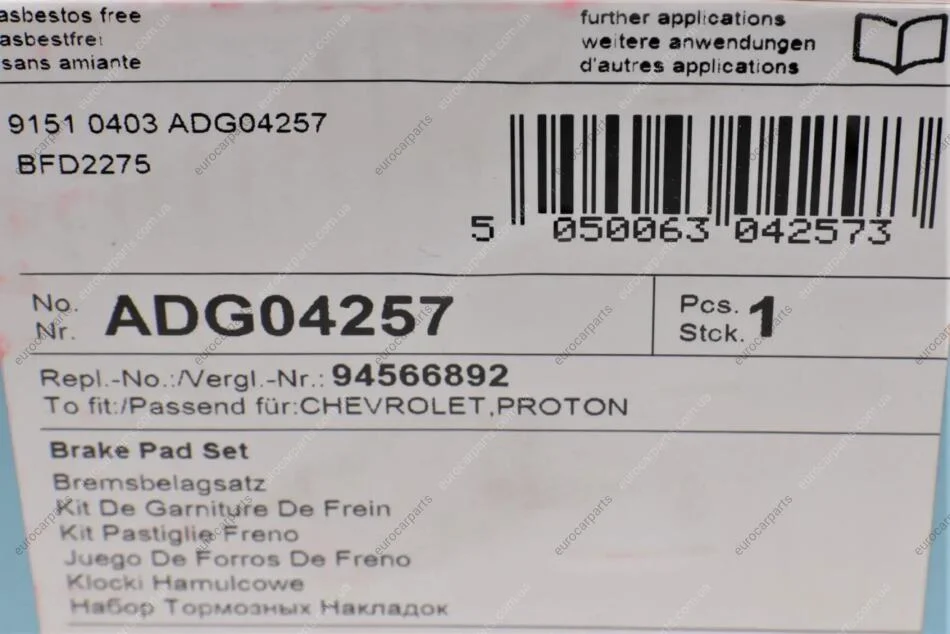 asbestos free
asbestfrei
sans amiante
further applications
weitere anwendungen
d'autres applications
9151 0403 ADG04257
BFD2275
5 050063 042573
No.
Nr. ADG04257
Pcs.
Stck. 1
Repl.-No.:/Vergl.-Nr.: 94566892
To fit:/Passend für:CHEVROLET,PROTON
Brake Pad Set
Bremsbelagsatz
Kit De Garniture De Frein
Kit Pastiglie Freno
Juego De Forros De Freno
Klocki Hamulcowe
Набор Тормозных Накладок
eurocarparts.com.ua